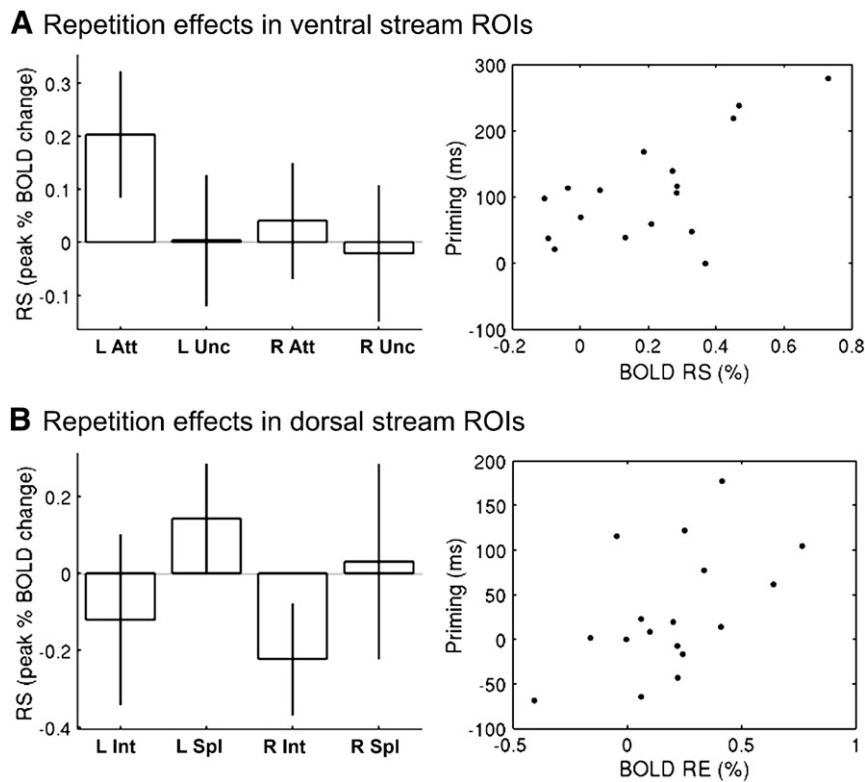 A Repetition effects in ventral stream ROIs
RS (peak % BOLD change)
0.3
0.2
0.1
0
-0.1
L Att L Unc R Att R Unc
Priming (ms)
300
200
100
0
-100
-0.2 0 0.2 0.4 0.6 0.8
BOLD RS (%)
B Repetition effects in dorsal stream ROIs
RS (peak % BOLD change)
0.2
0
-0.2
-0.4
L Int L Spl R Int R Spl
Priming (ms)
200
150
100
50
0
-50
-100
-0.5 0 0.5 1
BOLD RE (%)